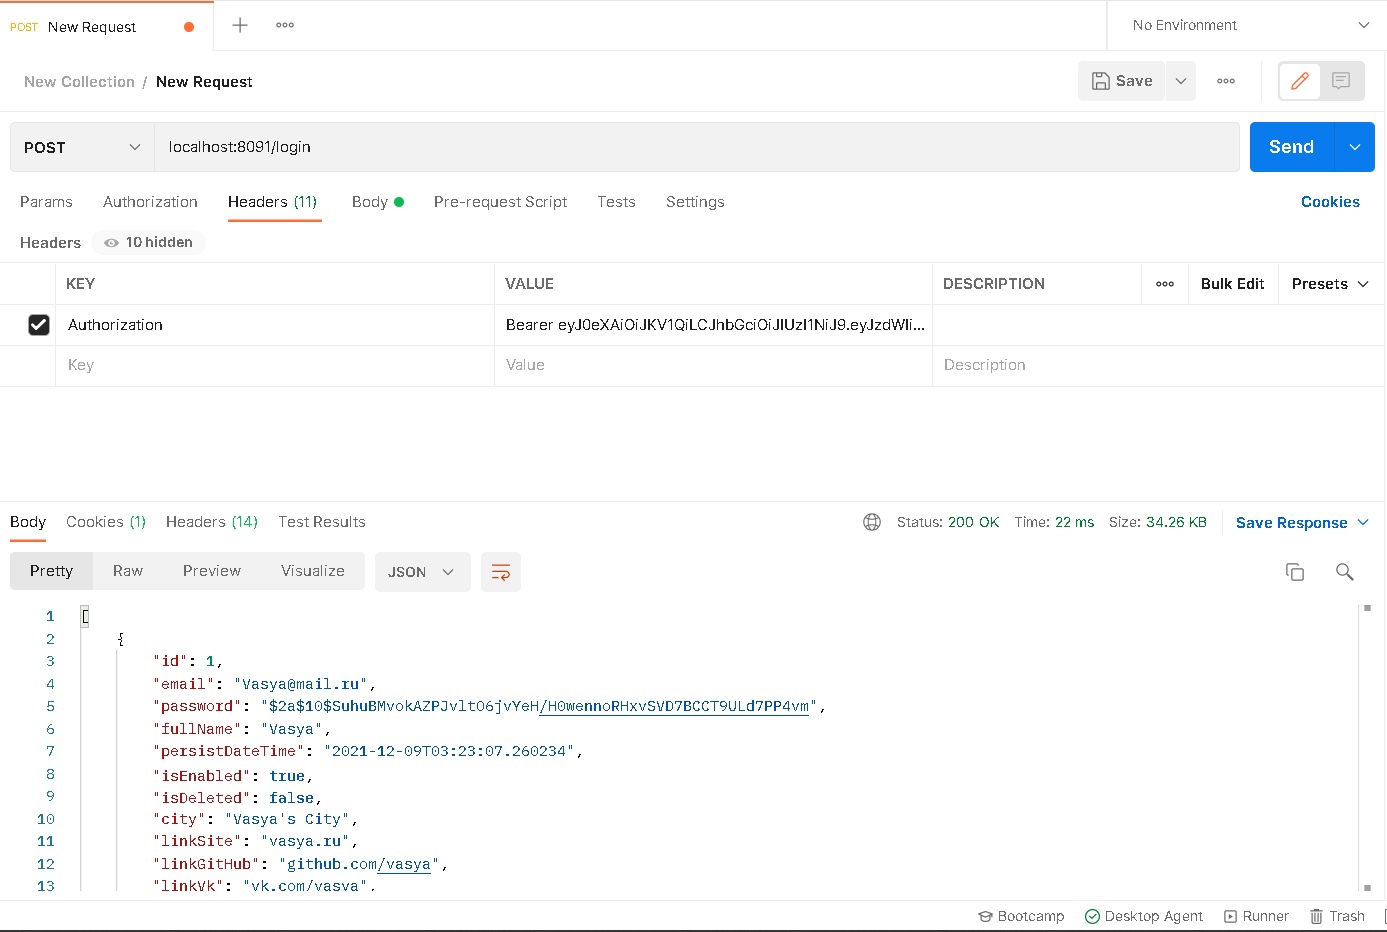 POST New Request
No Environment
New Collection / New Request
Save
POST localhost:8091/login Send
Params Authorization Headers (11) Body Pre-request Script Tests Settings Cookies
Headers 10 hidden
KEY VALUE DESCRIPTION Bulk Edit Presets
Authorization Bearer eyJ0eXAiOiJKV1QiLCJhbGciOiJIUzI1NiJ9.eyJzdWIi...
Key Value Description
Body Cookies (1) Headers (14) Test Results Status: 200 OK Time: 22 ms Size: 34.26 KB Save Response
Pretty Raw Preview Visualize JSON
1 [
2 {
3 "id": 1,
4 "email": "Vasya@mail.ru",
5 "password": "$2a$10$SuhuBMvokAZPJvltO6jvYeH/H0wennoRHxvSVD7BCCT9ULd7PP4vm",
6 "fullName": "Vasya",
7 "persistDateTime": "2021-12-09T03:23:07.260234",
8 "isEnabled": true,
9 "isDeleted": false,
10 "city": "Vasya's City",
11 "linkSite": "vasya.ru",
12 "linkGitHub": "github.com/vasya",
13 "linkVk": "vk.com/vasya",
Bootcamp Desktop Agent Runner Trash